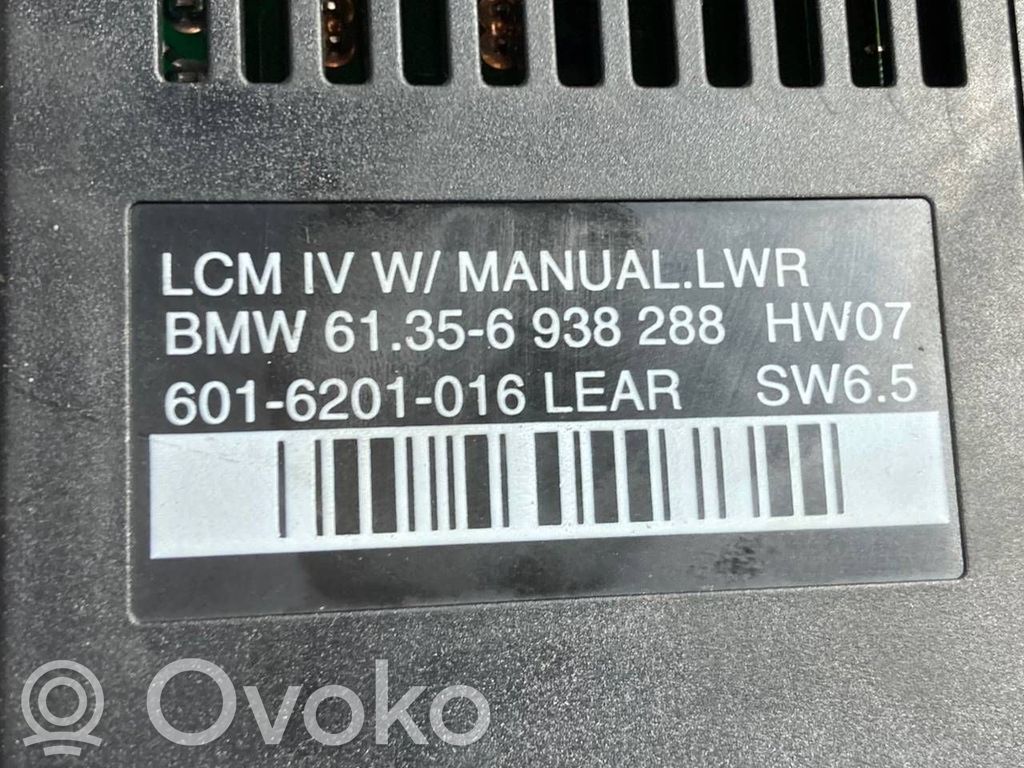 LCM IV W/ MANUAL.LWR
BMW 61.35-6 938 288 HW07
601-6201-016 LEAR SW6.5
Ovoko